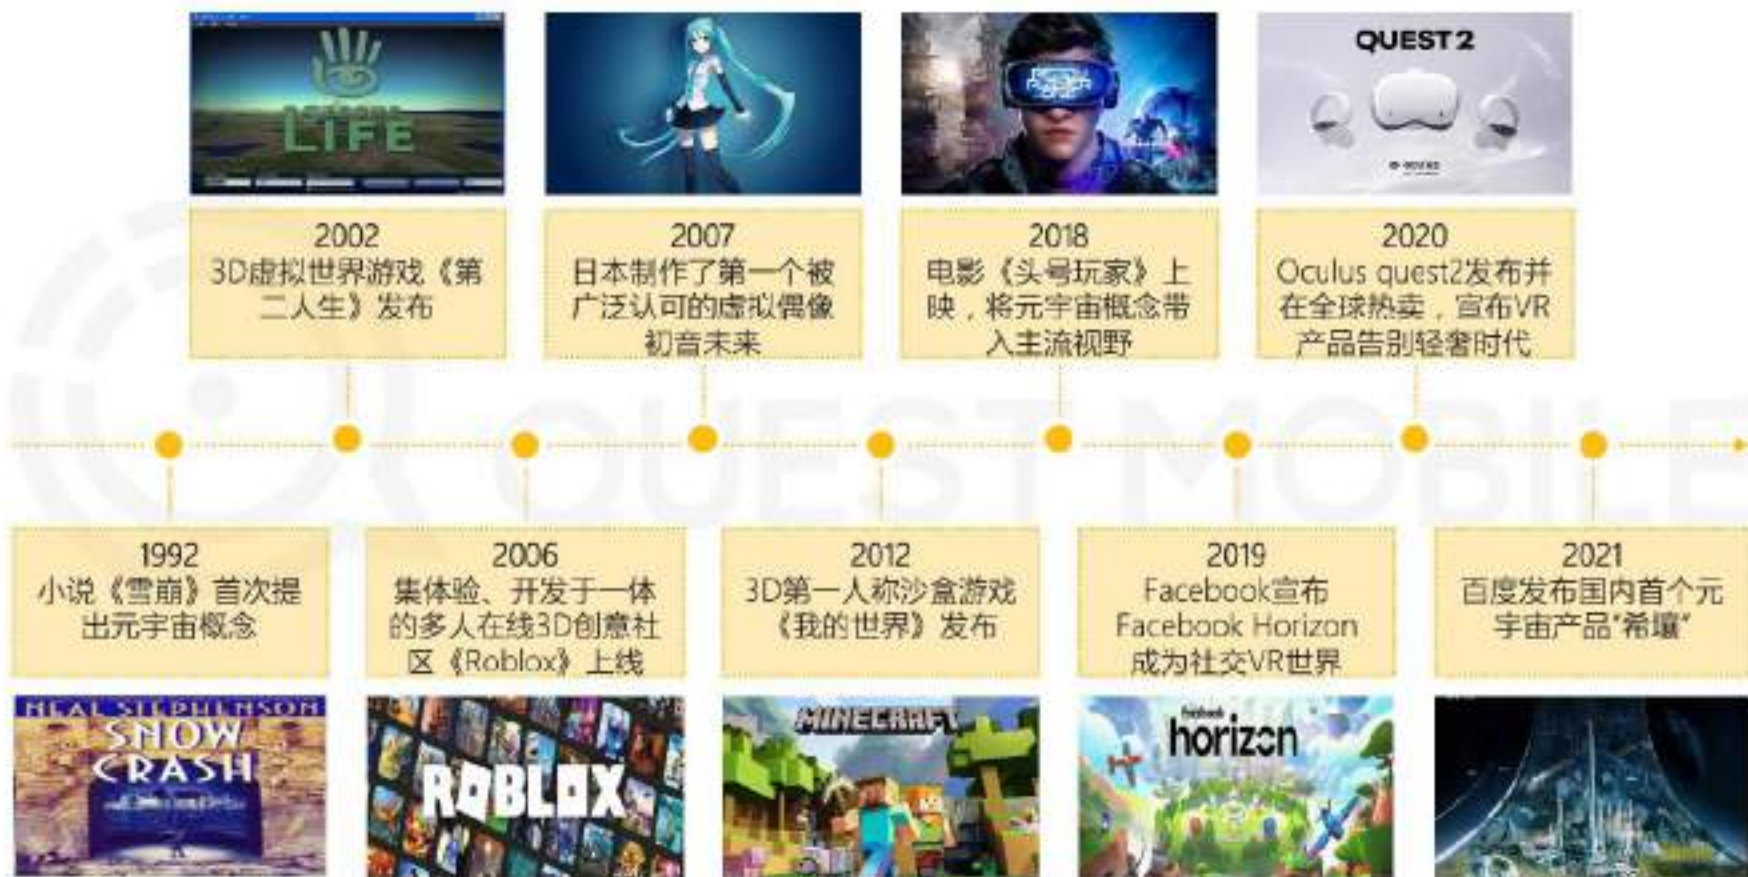 LIFE
QUEST 2
2002
3D虚拟世界游戏《第
二人生》发布
2007
日本制作了第一个被
广泛认可的虚拟偶像
初音未来
2018
电影《头号玩家》上
映，将元宇宙概念带
入主流视野
2020
Oculus quest2发布并
在全球热卖，宣布VR
产品告别轻奢时代
QUEST MOBILE
1992
小说《雪崩》首次提
出元宇宙概念
2006
集体验、开发于一体
的多人在线3D创意社
区《Roblox》上线
2012
3D第一人称沙盒游戏
《我的世界》发布
2019
Facebook宣布
Facebook Horizon
成为社交VR世界
2021
百度发布国内首个元
宇宙产品"希壤"
NEAL STEPHENSON
SNOW
CRASH
ROBLOX
MINECRAFT
facebook
horizon